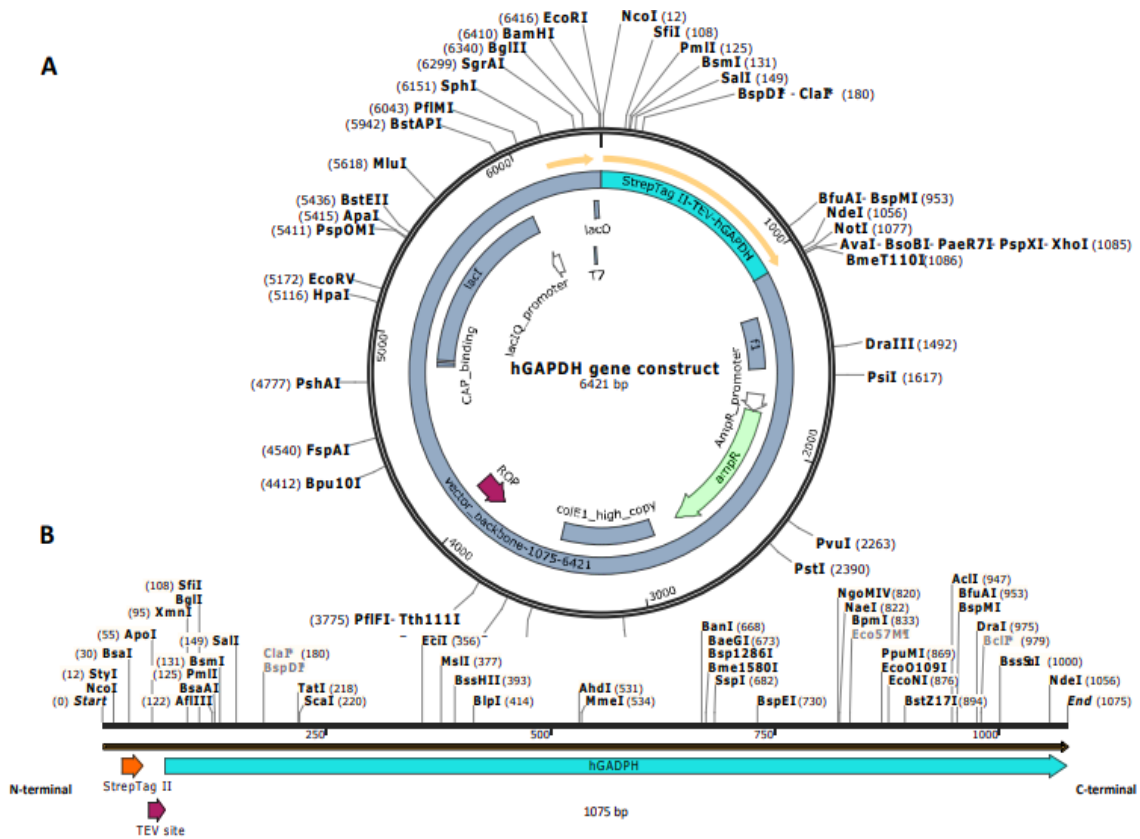 A
(6416) EcoRI
(6410) BamHI
(6340) BglII
(6299) SgrAI
(6151) SphI
(6043) PflMI
(5942) BstAPI
(5618) MluI
(5436) BstEII
(5415) ApaI
(5411) PspOMI
(5172) EcoRV
(5116) HpaI
(4777) PshAI
(4540) FspAI
(4412) Bpu10I
(3775) PflFI - Tth111I
NcoI (12)
SfiI (108)
PmlI (125)
BsmI (131)
SalI (149)
BspDI* - ClaI* (180)
BfuAI - BspMI (953)
NdeI (1056)
NotI (1077)
AvaI - BsoBI - PaeR7I - PspXI - XhoI (1085)
BmeT110I (1086)
DraIII (1492)
PsiI (1617)
PvuI (2263)
PstI (2390)
6000
1000
5000
2000
4000
3000
StrepTag II-TEV-hGAPDH
lacO
T7
lacI
lacIQ_promoter
CAP_binding
hGAPDH gene construct
6421 bp
f1
AmpR_promoter
ampR
ROP
colE1_high_copy
vector_backbone-1075-6421
B
(108) SfiI
BglI
(95) XmnI
(55) ApoI
(149) SalI
(30) BsaI
(131) BsmI
(12) StyI
(125) PmlI
NcoI
BsaAI
(0) Start
(122) AflIII
ClaI* (180)
BspDI*
TatI (218)
ScaI (220)
EciI (356)
MslI (377)
BssHII (393)
BlpI (414)
AhdI (531)
MmeI (534)
BanI (668)
BaeGI (673)
Bsp1286I
Bme1580I
SspI (682)
BspEI (730)
NgoMIV (820)
NaeI (822)
BpmI (833)
Eco57MI
PpuMI (869)
EcoO109I
EcoNI (876)
BstZ17I (894)
AclI (947)
BfuAI (953)
BspMI
DraI (975)
BclI* (979)
BssSαI (1000)
NdeI (1056)
End (1075)
250
500
750
1000
N-terminal
StrepTag II
hGADPH
C-terminal
TEV site
1075 bp